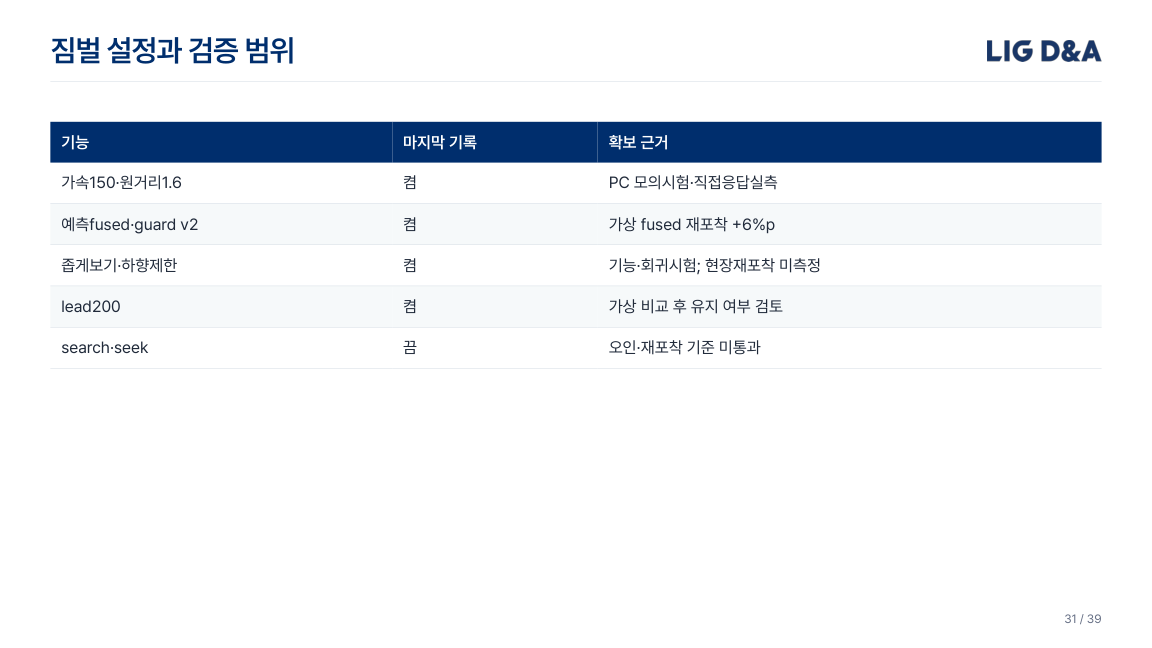 짐벌 설정과 검증 범위
LIG D&A
기능 마지막 기록 확보 근거
가속150·원거리1.6 켬 PC 모의시험·직접응답실측
예측fused·guard v2 켬 가상 fused 재포착 +6%p
좁게보기·하향제한 켬 기능·회귀시험; 현장재포착 미측정
lead200 켬 가상 비교 후 유지 여부 검토
search·seek 끔 오인·재포착 기준 미통과
31 / 39